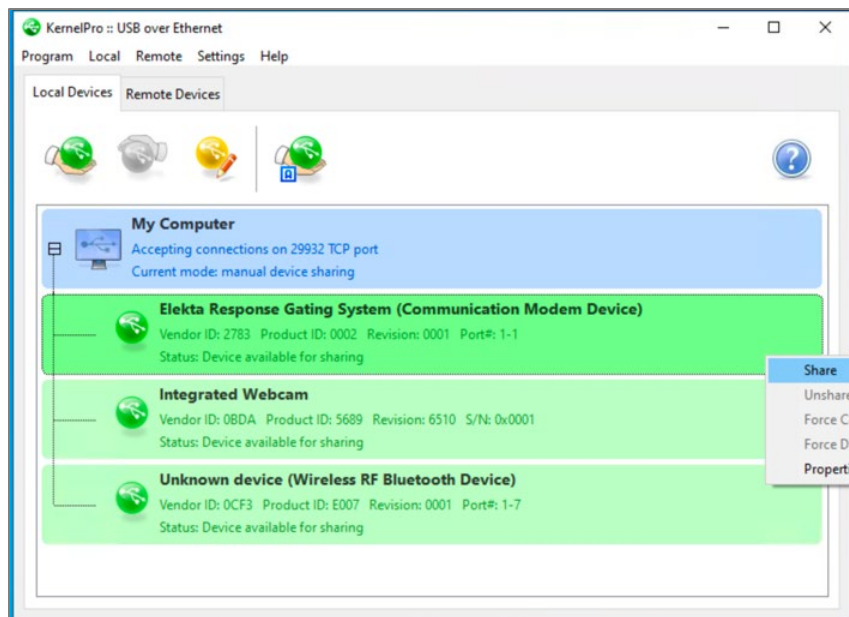 KernelPro :: USB over Ethernet
Program Local Remote Settings Help
Local Devices Remote Devices
A
?
My Computer
Accepting connections on 29932 TCP port
Current mode: manual device sharing
Elekta Response Gating System (Communication Modem Device)
Vendor ID: 2783 Product ID: 0002 Revision: 0001 Port#: 1-1
Status: Device available for sharing
Share
Integrated Webcam
Unshare
Vendor ID: 0BDA Product ID: 5689 Revision: 6510 S/N: 0x0001
Force C
Status: Device available for sharing
Force D
Unknown device (Wireless RF Bluetooth Device)
Properti
Vendor ID: 0CF3 Product ID: E007 Revision: 0001 Port#: 1-7
Status: Device available for sharing